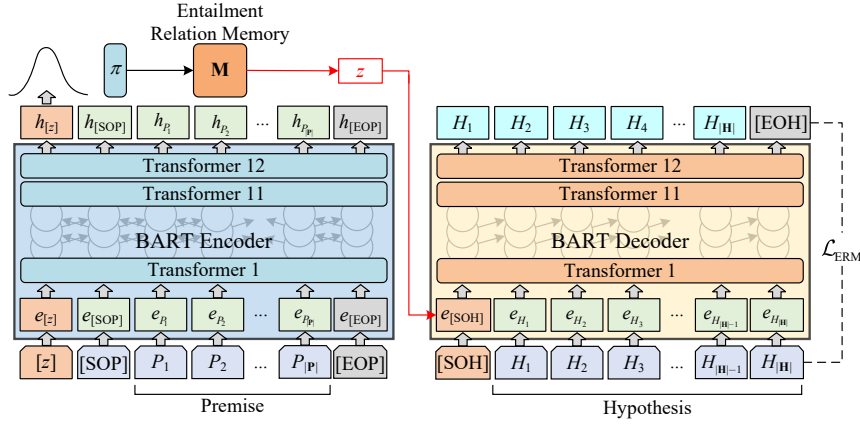 Entailment
Relation Memory
π M z
h[z] h[SOP] hP1 hP2 ... hP|P| h[EOP]
H1 H2 H3 H4 ... H|H| [EOH]
Transformer 12
Transformer 11
BART Encoder
Transformer 1
Transformer 12
Transformer 11
BART Decoder
Transformer 1
ℒERM
e[z] e[SOP] eP1 eP2 ... eP|P| e[EOP]
e[SOH] eH1 eH2 eH3 ... eH|H|−1 eH|H|
[z] [SOP] P1 P2 ... P|P| [EOP]
[SOH] H1 H2 H3 ... H|H|−1 H|H|
Premise
Hypothesis